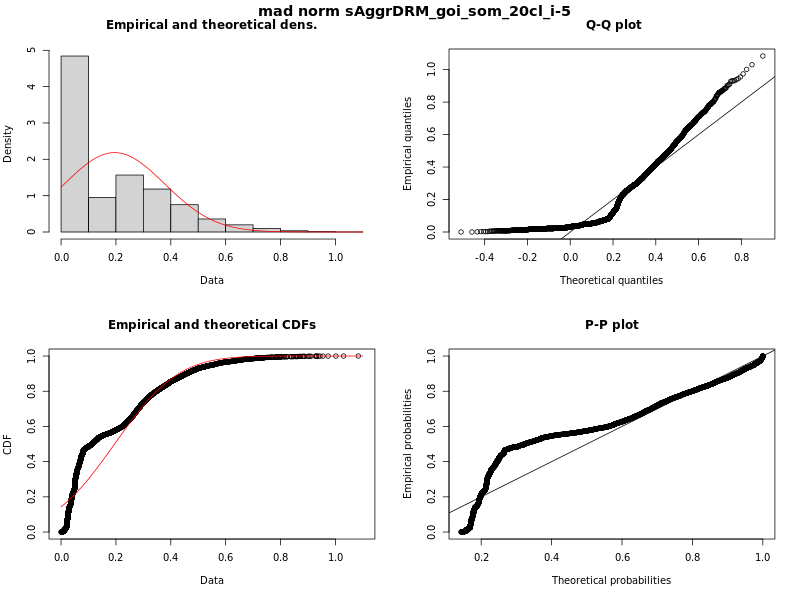 mad norm sAggrDRM_goi_som_20cl_i-5
Empirical and theoretical dens.
Density
0 1 2 3 4 5
0.0 0.2 0.4 0.6 0.8 1.0
Data
Q-Q plot
Empirical quantiles
0.0 0.2 0.4 0.6 0.8 1.0
-0.4 -0.2 0.0 0.2 0.4 0.6 0.8
Theoretical quantiles
Empirical and theoretical CDFs
CDF
0.0 0.2 0.4 0.6 0.8 1.0
0.0 0.2 0.4 0.6 0.8 1.0
Data
P-P plot
Empirical probabilities
0.0 0.2 0.4 0.6 0.8 1.0
0.2 0.4 0.6 0.8 1.0
Theoretical probabilities